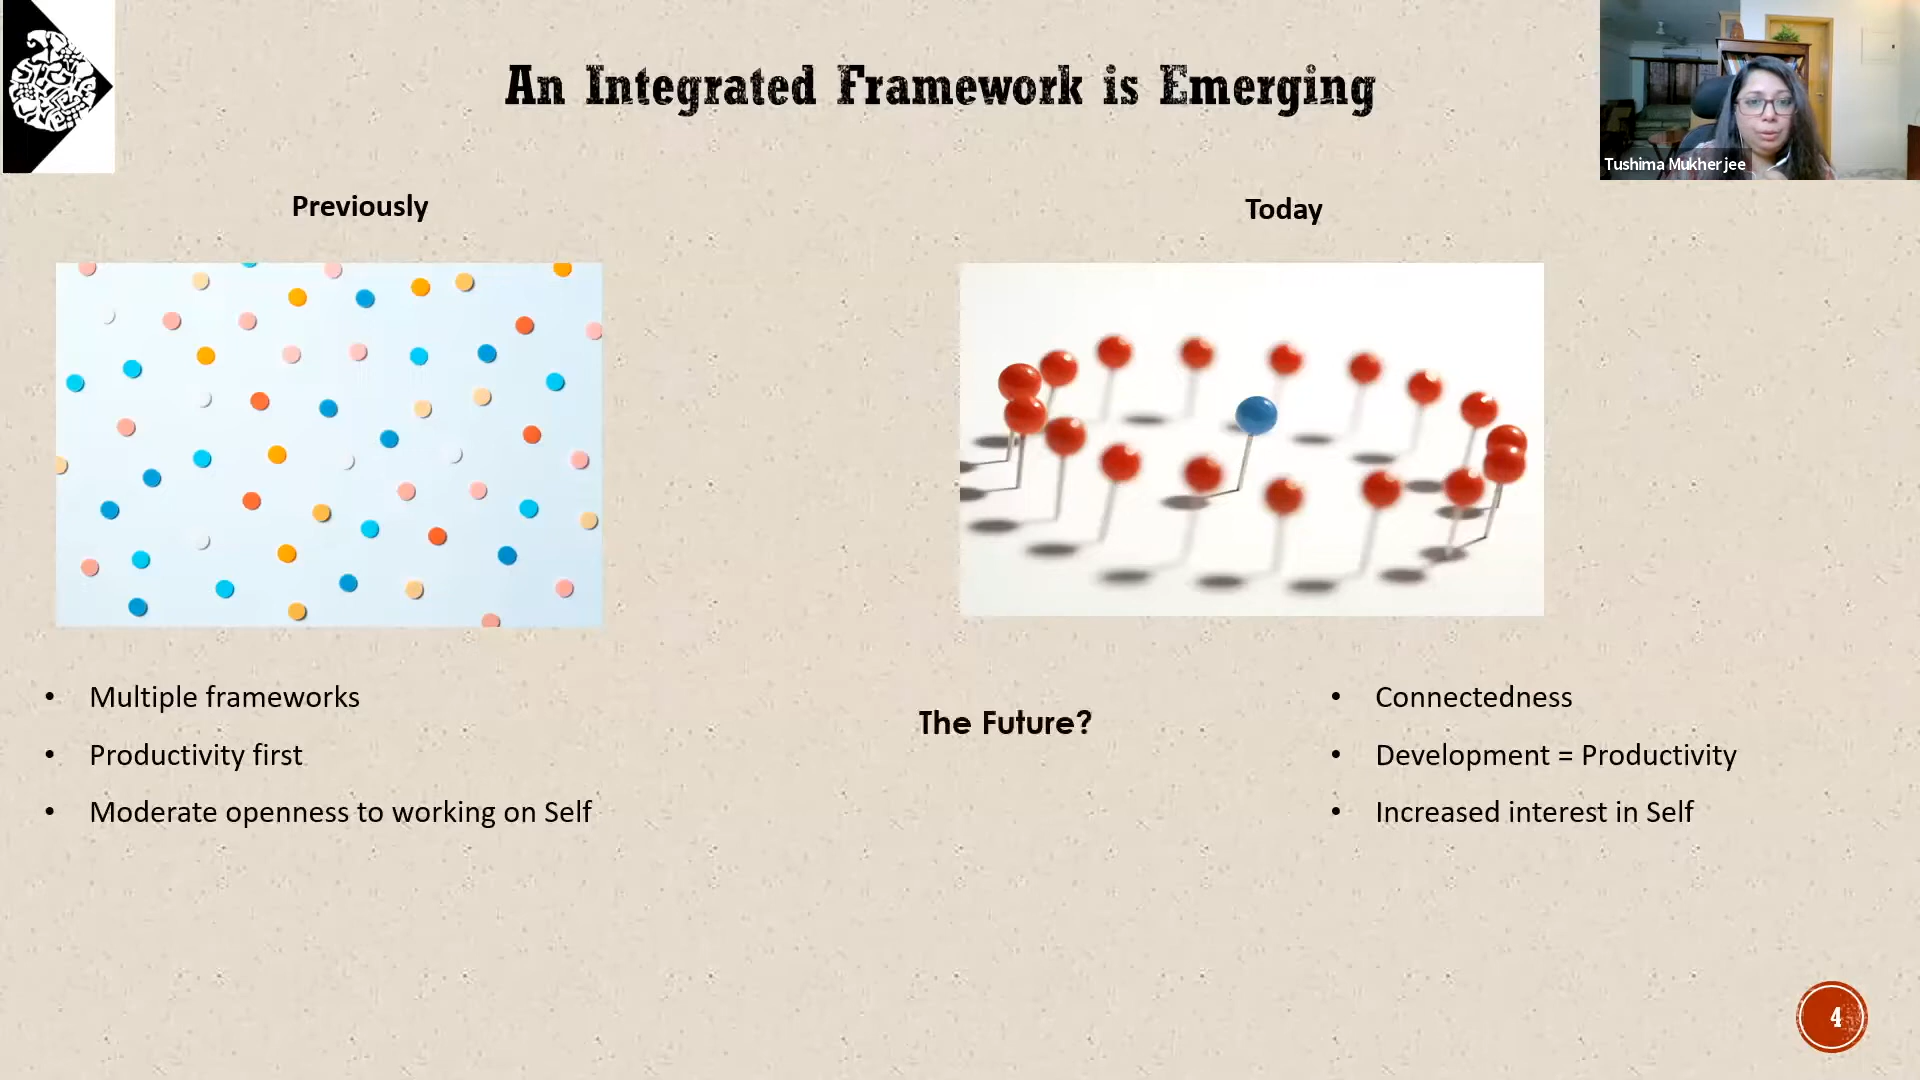 An Integrated Framework is Emerging
Tushima Mukherjee
Previously
Today
• Multiple frameworks
• Productivity first
• Moderate openness to working on Self
The Future?
• Connectedness
• Development = Productivity
• Increased interest in Self
4